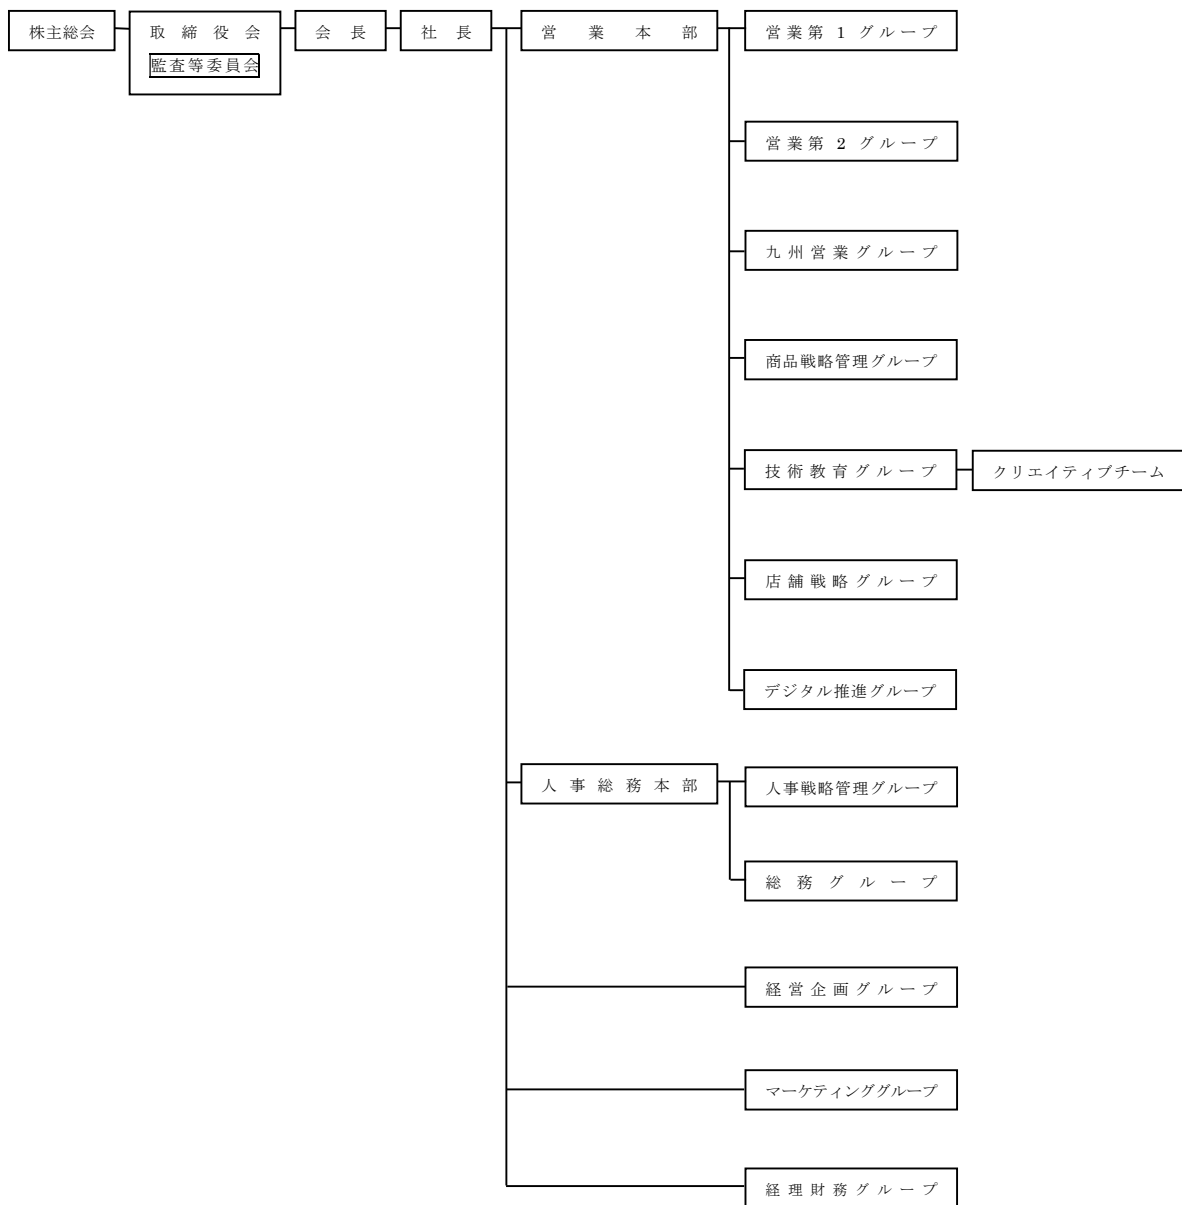 株主総会
取締役会
監査等委員会
会長
社長
営業本部
営業第1グループ
営業第2グループ
九州営業グループ
商品戦略管理グループ
技術教育グループ
クリエイティブチーム
店舗戦略グループ
デジタル推進グループ
人事総務本部
人事戦略管理グループ
総務グループ
経営企画グループ
マーケティンググループ
経理財務グループ